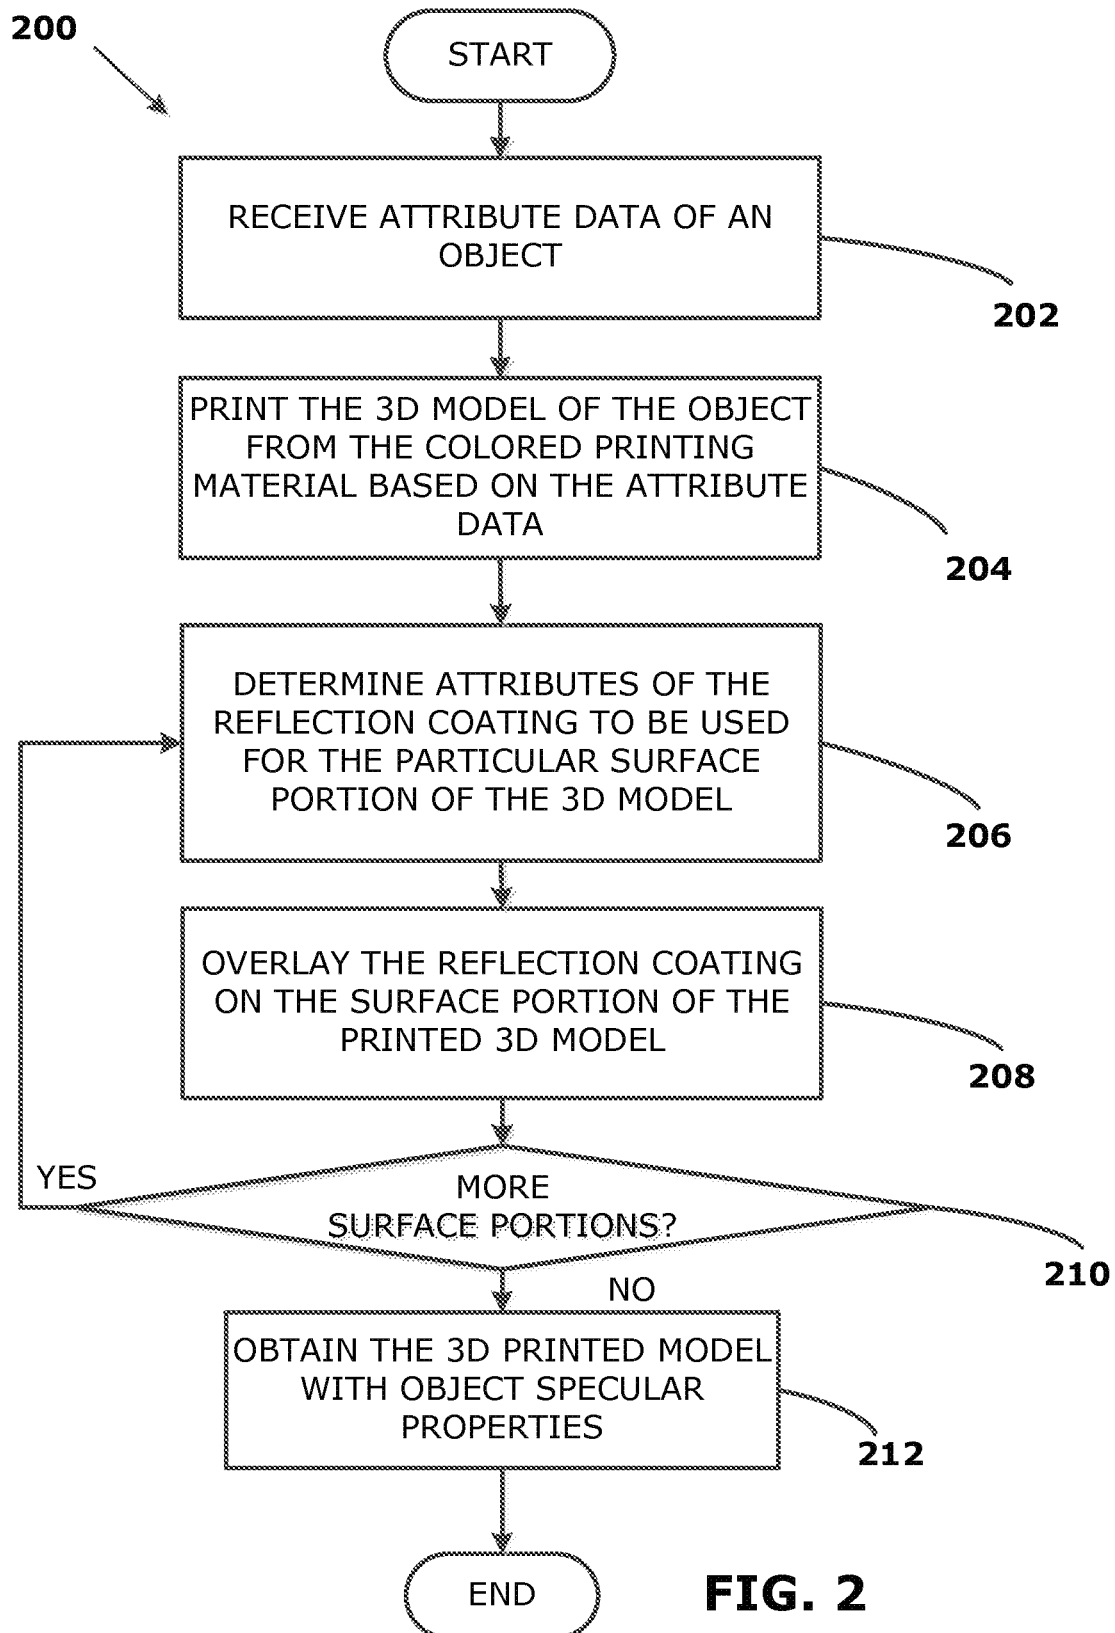 200
START
RECEIVE ATTRIBUTE DATA OF AN
OBJECT
202
PRINT THE 3D MODEL OF THE OBJECT
FROM THE COLORED PRINTING
MATERIAL BASED ON THE ATTRIBUTE
DATA
204
DETERMINE ATTRIBUTES OF THE
REFLECTION COATING TO BE USED
FOR THE PARTICULAR SURFACE
PORTION OF THE 3D MODEL
206
OVERLAY THE REFLECTION COATING
ON THE SURFACE PORTION OF THE
PRINTED 3D MODEL
208
YES
MORE
SURFACE PORTIONS?
210
NO
OBTAIN THE 3D PRINTED MODEL
WITH OBJECT SPECULAR
PROPERTIES
212
END
FIG. 2